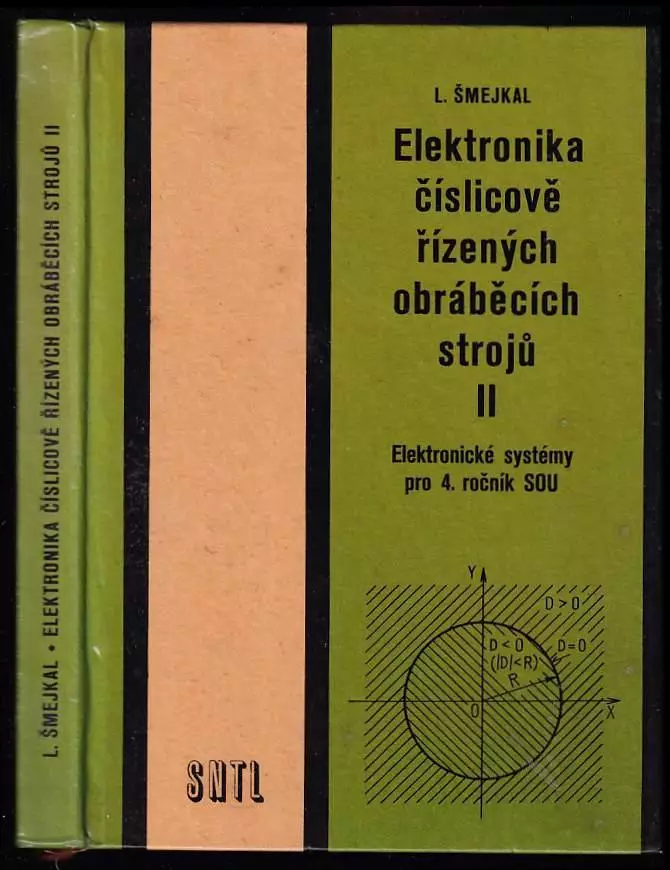 L. ŠMEJKAL • ELEKTRONIKA ČÍSLICOVĚ ŘÍZENÝCH OBRÁBĚCÍCH STROJŮ II
SNTL
L. ŠMEJKAL
Elektronika
číslicově
řízených
obráběcích
strojů
II
Elektronické systémy
pro 4. ročník SOU
Y
D>0
D<0
D=0
(|D|<R)
R
0
X